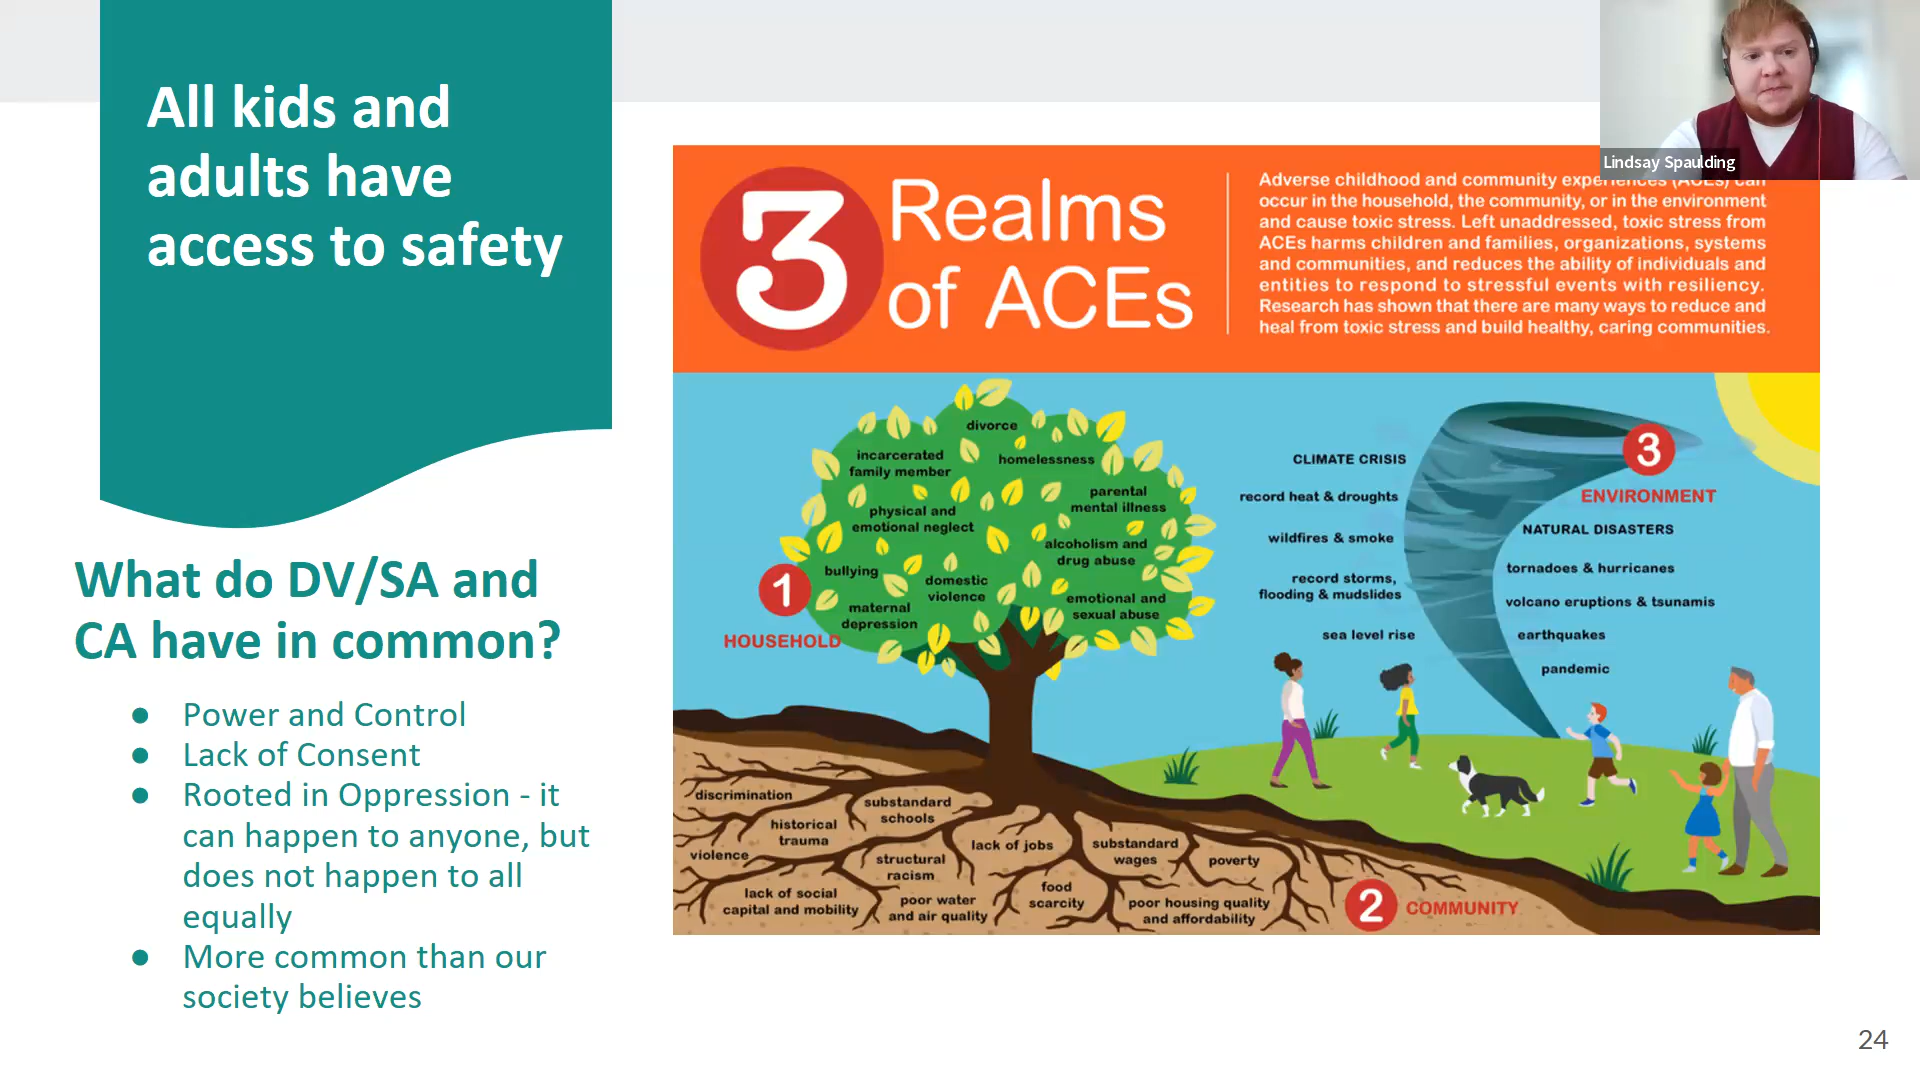 All kids and
adults have
access to safety
What do DV/SA and
CA have in common?
● Power and Control
● Lack of Consent
● Rooted in Oppression - it
can happen to anyone, but
does not happen to all
equally
● More common than our
society believes
3
Realms
of ACEs
Adverse childhood and community experiences (ACEs) can
occur in the household, the community, or in the environment
and cause toxic stress. Left unaddressed, toxic stress from
ACEs harms children and families, organizations, systems
and communities, and reduces the ability of individuals and
entities to respond to stressful events with resiliency.
Research has shown that there are many ways to reduce and
heal from toxic stress and build healthy, caring communities.
Lindsay Spaulding
divorce
incarcerated
family member
homelessness
parental
mental illness
physical and
emotional neglect
alcoholism and
drug abuse
bullying
domestic
violence
maternal
depression
emotional and
sexual abuse
1
HOUSEHOLD
CLIMATE CRISIS
record heat & droughts
wildfires & smoke
record storms,
flooding & mudslides
sea level rise
3
ENVIRONMENT
NATURAL DISASTERS
tornadoes & hurricanes
volcano eruptions & tsunamis
earthquakes
pandemic
discrimination
substandard
schools
historical
trauma
violence
structural
racism
lack of jobs
substandard
wages
poverty
lack of social
capital and mobility
poor water
and air quality
food
scarcity
poor housing quality
and affordability
2
COMMUNITY
24